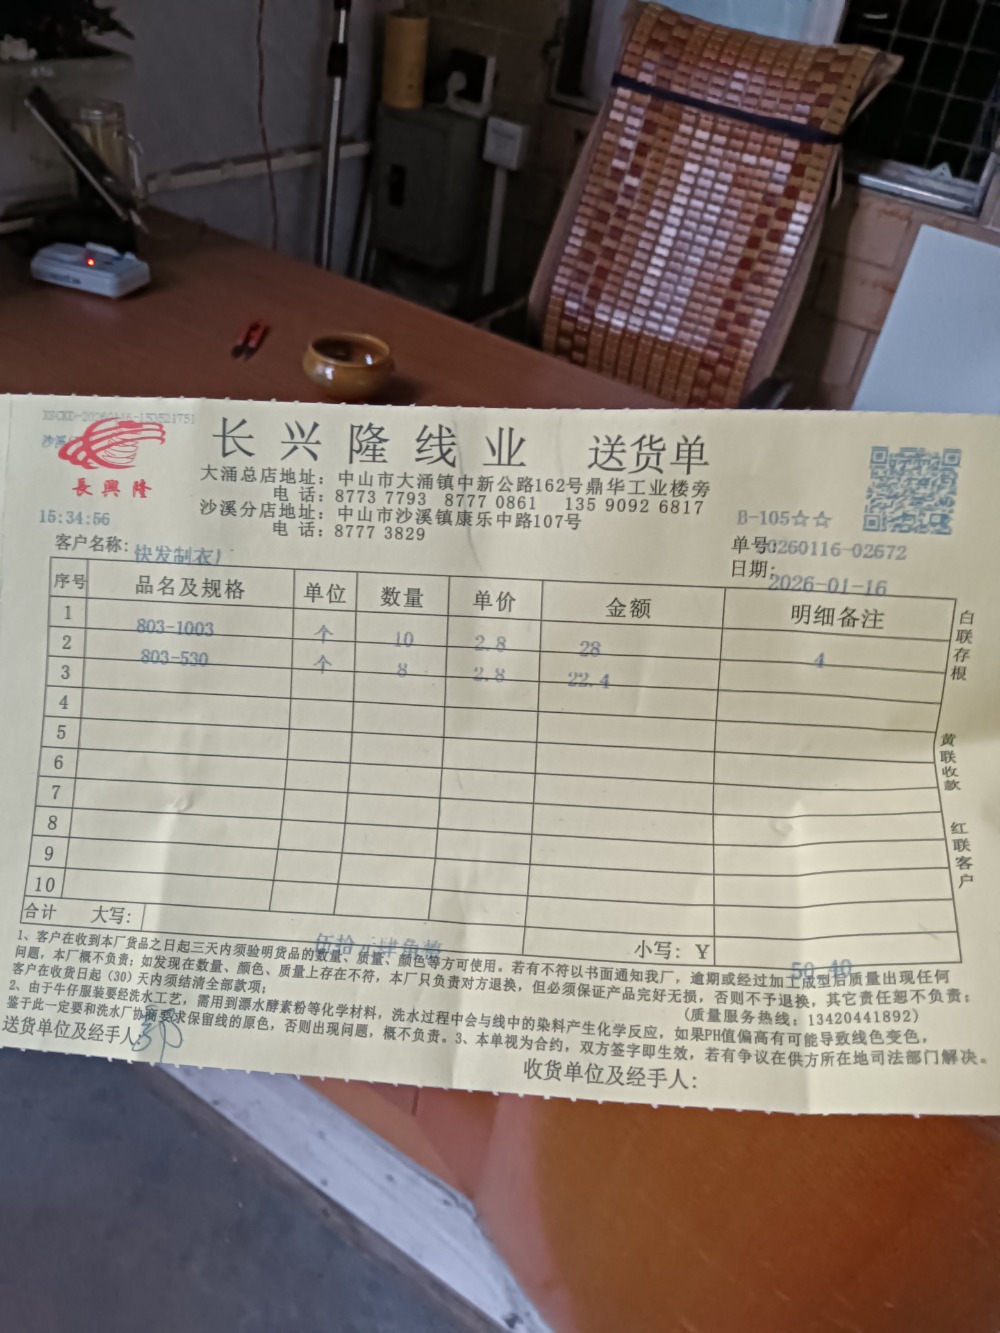 XSCKD-20260116-153521751
沙溪
長興隆
长兴隆线业 送货单
大涌总店地址：中山市大涌镇中新公路162号鼎华工业楼旁
电 话：8773 7793 8777 0861 135 9092 6817
沙溪分店地址：中山市沙溪镇康乐中路107号
电 话：8777 3829
15:34:56
B-105☆☆
客户名称：快发制衣厂
单号：20260116-02672
日期：2026-01-16
序号 品名及规格 单位 数量 单价 金额 明细备注
1 803-1003 个 10 2.8 28 4
2 803-530 个 8 2.8 22.4
3
4
5
6
7
8
9
10
合计 大写：伍拾元肆角整 小写：￥50.40
白联存根
黄联收款
红联客户
1、客户在收到本厂货品之日起三天内须验明货品的数量、质量、颜色等方可使用。若有不符以书面通知我厂，逾期或经过加工成型后质量出现任何
问题，本厂概不负责；如发现在数量、颜色、质量上存在不符，本厂只负责对方退换，但必须保证产品完好无损，否则不予退换，其它责任恕不负责；
客户在收货日起（30）天内须结清全部款项； （质量服务热线：13420441892）
2、由于牛仔服装要经洗水工艺，需用到漂水酵素粉等化学材料，洗水过程中会与线中的染料产生化学反应，如果PH值偏高有可能导致线色变色，
鉴于此一定要和洗水厂协商要求保留线的原色，否则出现问题，概不负责。3、本单视为合约，双方签字即生效，若有争议在供方所在地司法部门解决。
送货单位及经手人：
收货单位及经手人：